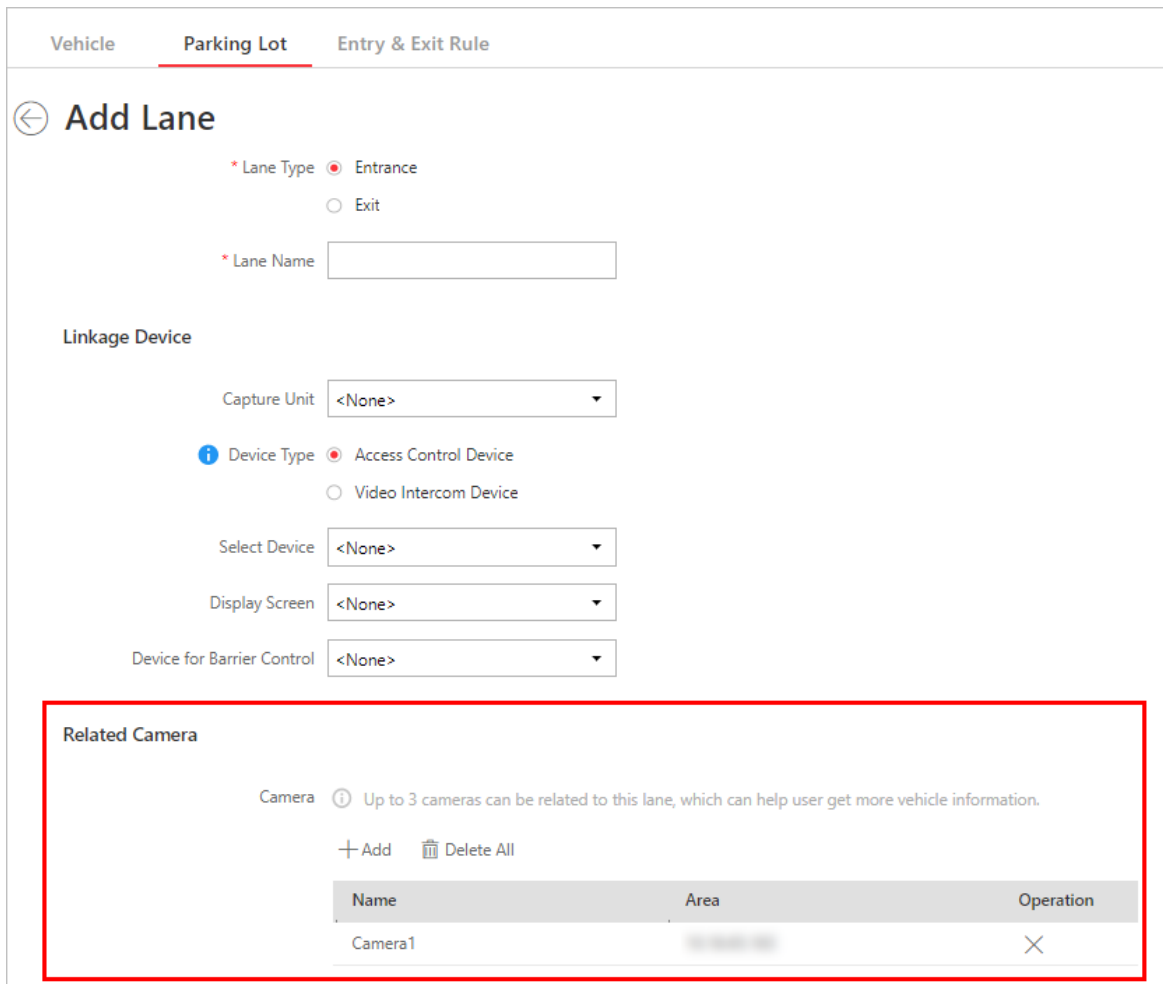 Vehicle Parking Lot Entry & Exit Rule
Add Lane
* Lane Type Entrance
Exit
* Lane Name
Linkage Device
Capture Unit <None>
Device Type Access Control Device
Video Intercom Device
Select Device <None>
Display Screen <None>
Device for Barrier Control <None>
Related Camera
Camera Up to 3 cameras can be related to this lane, which can help user get more vehicle information.
Add Delete All
Name Area Operation
Camera1